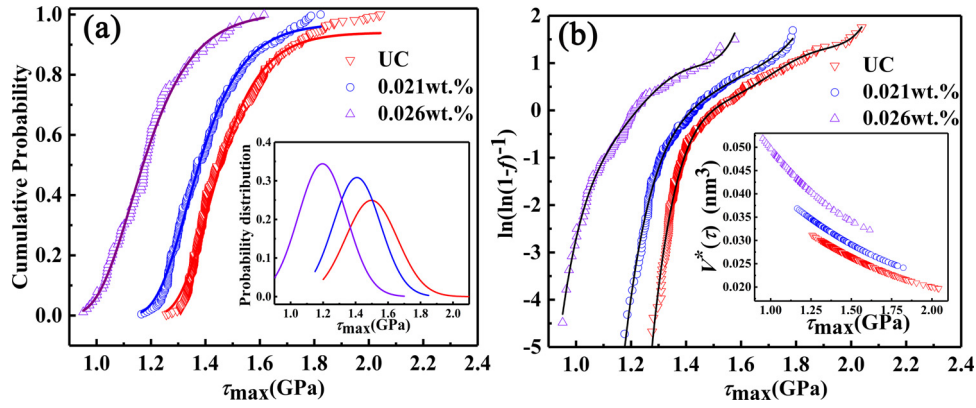 (a)
Cumulative Probability
1.0
0.8
0.6
0.4
0.2
0.0
UC
0.021wt.%
0.026wt.%
Probability distribution
0.4
0.3
0.2
0.1
0.0
1.0 1.2 1.4 1.6 1.8 2.0
τmax(GPa)
1.0 1.2 1.4 1.6 1.8 2.0 2.2 2.4
τmax(GPa)
(b)
ln(ln(1-f)-1)
2
1
0
-1
-2
-3
-4
-5
UC
0.021wt.%
0.026wt.%
V*(τ) (nm3)
0.050
0.045
0.040
0.035
0.030
0.025
0.020
1.00 1.25 1.50 1.75 2.00
τmax(GPa)
1.0 1.2 1.4 1.6 1.8 2.0 2.2 2.4
τmax(GPa)